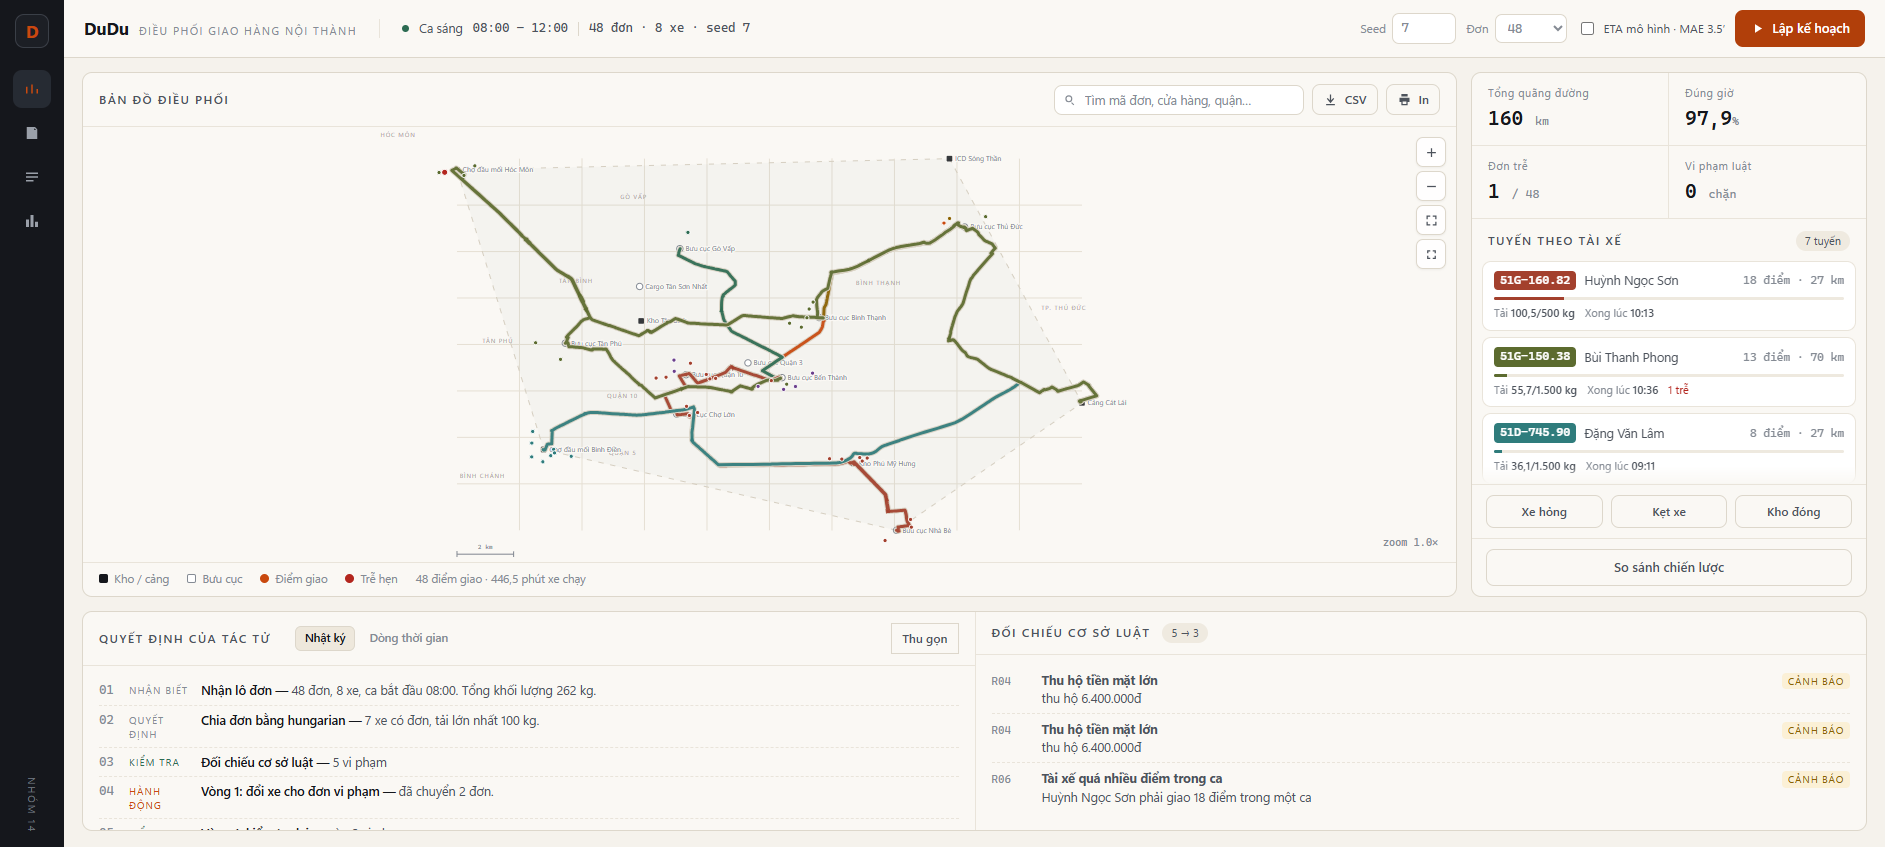 D
DuDu ĐIỀU PHỐI GIAO HÀNG NỘI THÀNH
Ca sáng 08:00 – 12:00 48 đơn · 8 xe · seed 7
Seed 7 Đơn 48 ETA mô hình · MAE 3.5′ Lập kế hoạch
BẢN ĐỒ ĐIỀU PHỐI
Tìm mã đơn, cửa hàng, quận... CSV In
HÓC MÔN
Chợ đầu mối Hóc Môn
ICD Sóng Thần
GÒ VẤP
Bưu cục Thủ Đức
Bưu cục Gò Vấp
BÌNH THẠNH
Cargo Tân Sơn Nhất
TP. THỦ ĐỨC
Bưu cục Bình Thạnh
TÂN PHÚ
Bưu cục Tân Phú
Bưu cục Bến Thành
QUẬN 10
Cảng Cát Lái
Chợ đầu mối Bình Điền
BÌNH CHÁNH
Bưu cục Nhà Bè
2 km
+
−
zoom 1.0×
Kho / cảng Bưu cục Điểm giao Trễ hẹn 48 điểm giao · 446,5 phút xe chạy
Tổng quãng đường
160 km
Đúng giờ
97,9%
Đơn trễ
1 / 48
Vi phạm luật
0 chặn
TUYẾN THEO TÀI XẾ 7 tuyến
51G-160.82 Huỳnh Ngọc Sơn 18 điểm · 27 km
Tải 100,5/500 kg Xong lúc 10:13
51G-150.38 Bùi Thanh Phong 13 điểm · 70 km
Tải 55,7/1.500 kg Xong lúc 10:36 1 trễ
51D-745.90 Đặng Văn Lâm 8 điểm · 27 km
Tải 36,1/1.500 kg Xong lúc 09:11
Xe hỏng Kẹt xe Kho đóng
So sánh chiến lược
QUYẾT ĐỊNH CỦA TÁC TỬ Nhật ký Dòng thời gian Thu gọn
01 NHẬN BIẾT Nhận lô đơn — 48 đơn, 8 xe, ca bắt đầu 08:00. Tổng khối lượng 262 kg.
02 QUYẾT ĐỊNH Chia đơn bằng hungarian — 7 xe có đơn, tải lớn nhất 100 kg.
03 KIỂM TRA Đối chiếu cơ sở luật — 5 vi phạm
04 HÀNH ĐỘNG Vòng 1: đổi xe cho đơn vi phạm — đã chuyển 2 đơn.
ĐỐI CHIẾU CƠ SỞ LUẬT 5 → 3
R04 Thu hộ tiền mặt lớn CẢNH BÁO
thu hộ 6.400.000đ
R04 Thu hộ tiền mặt lớn CẢNH BÁO
thu hộ 6.400.000đ
R06 Tài xế quá nhiều điểm trong ca CẢNH BÁO
Huỳnh Ngọc Sơn phải giao 18 điểm trong một ca
NHÓM 14